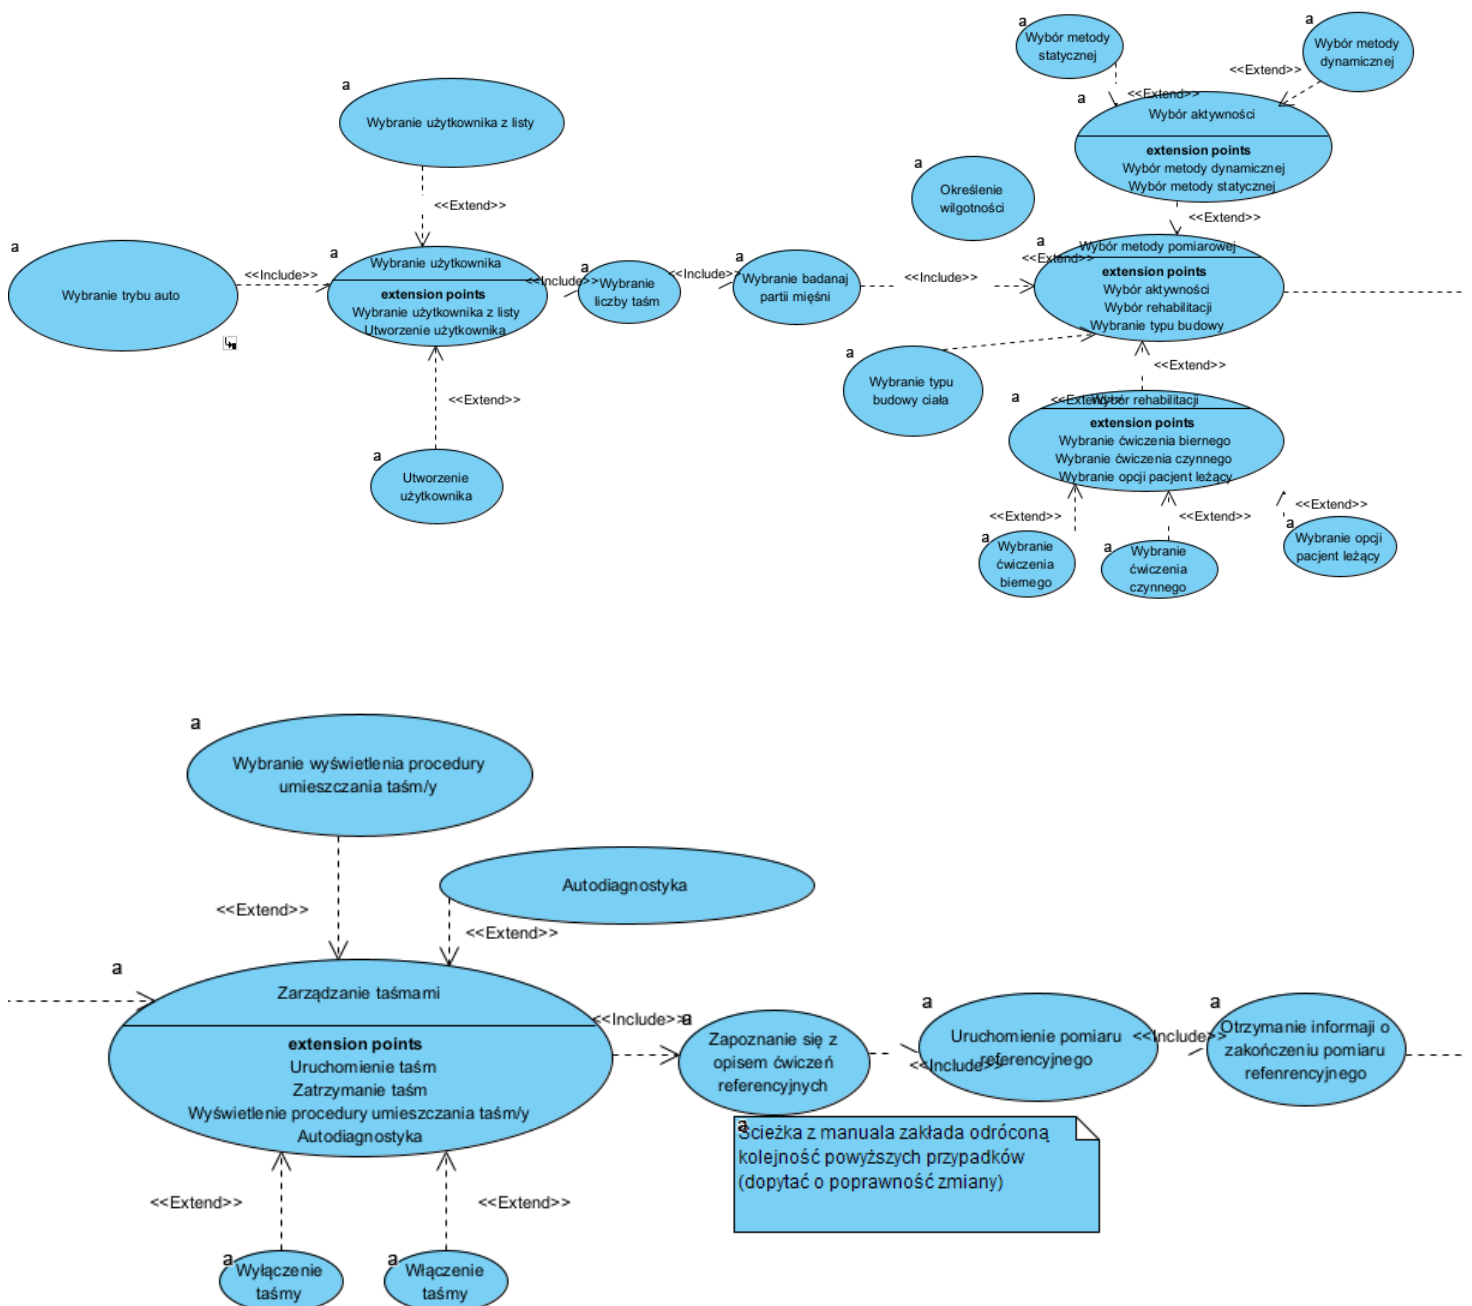 a
Wybór metody
statycznej
a
Wybór metody
dynamicznej
<<Extend>>
<<Extend>>
a
Wybór aktywności
extension points
Wybór metody dynamicznej
Wybór metody statycznej
<<Extend>>
a
Wybranie użytkownika z listy
<<Extend>>
a
Określenie
wilgotności
a
Wybranie trybu auto
<<Include>>
a
Wybranie użytkownika
extension points
Wybranie użytkownika z listy
Utworzenie użytkownika
<<Include>>
a
Wybranie
liczby taśm
<<Include>>
a
Wybranie badanaj
partii mięśni
<<Include>>
a
Wybór metody pomiarowej
<<Extend>>
extension points
Wybór aktywności
Wybór rehabilitacji
Wybranie typu budowy
<<Extend>>
a
Utworzenie
użytkownika
a
Wybranie typu
budowy ciała
<<Extend>>
a
<<Extend>>
Wybór rehabilitacji
extension points
Wybranie ćwiczenia biernego
Wybranie ćwiczenia czynnego
Wybranie opcji pacjent leżący
<<Extend>>
<<Extend>>
<<Extend>>
a
Wybranie
ćwiczenia
biernego
a
Wybranie
ćwiczenia
czynnego
a
Wybranie opcji
pacjent leżący
a
Wybranie wyświetlenia procedury
umieszczania taśm/y
<<Extend>>
Autodiagnostyka
<<Extend>>
a
Zarządzanie taśmami
extension points
Uruchomienie taśm
Zatrzymanie taśm
Wyświetlenie procedury umieszczania taśm/y
Autodiagnostyka
<<Include>>
a
Zapoznanie się z
opisem ćwiczeń
referencyjnych
<<Include>>
a
Uruchomienie pomiaru
referencyjnego
<<Include>>
a
Otrzymanie informaji o
zakończeniu pomiaru
refenrencyjnego
a
Scieżka z manuala zakłada odróconą
kolejność powyższych przypadków
(dopytać o poprawność zmiany)
<<Extend>>
<<Extend>>
a
Wyłączenie
taśmy
a
Włączenie
taśmy